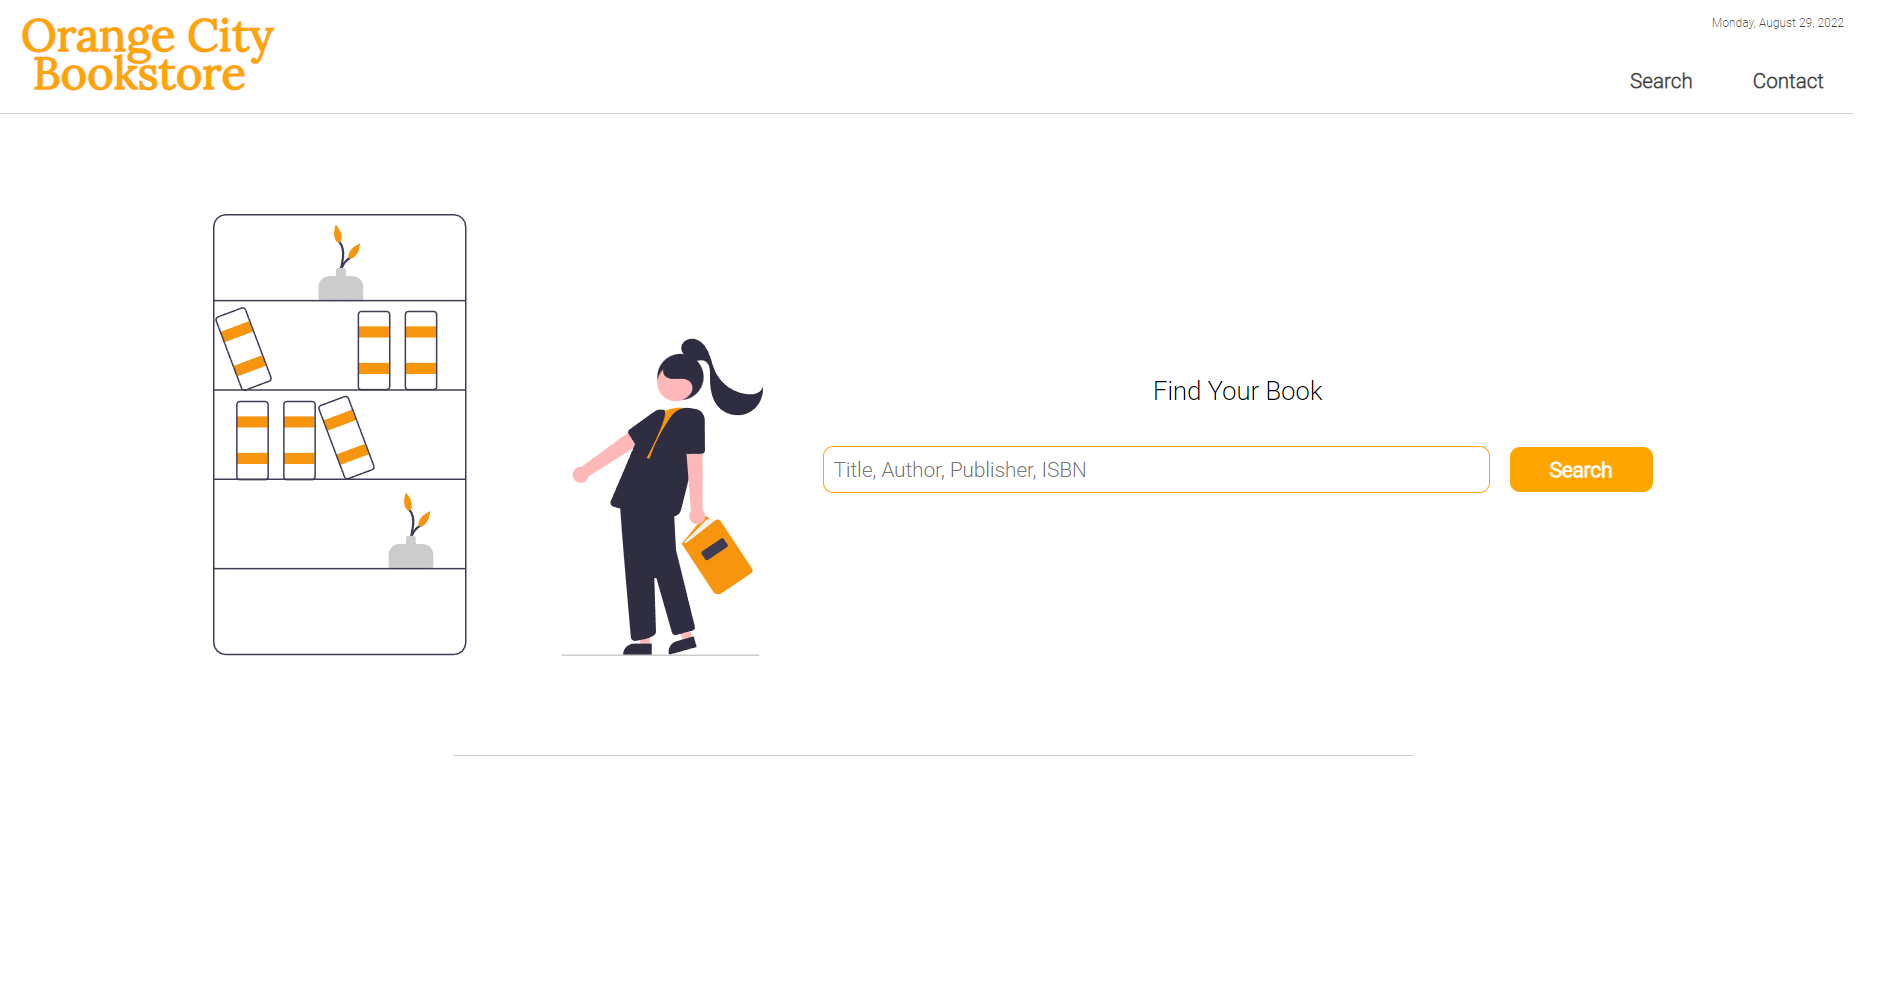 Orange City
Bookstore
Monday, August 29, 2022
Search
Contact
Find Your Book
Title, Author, Publisher, ISBN
Search